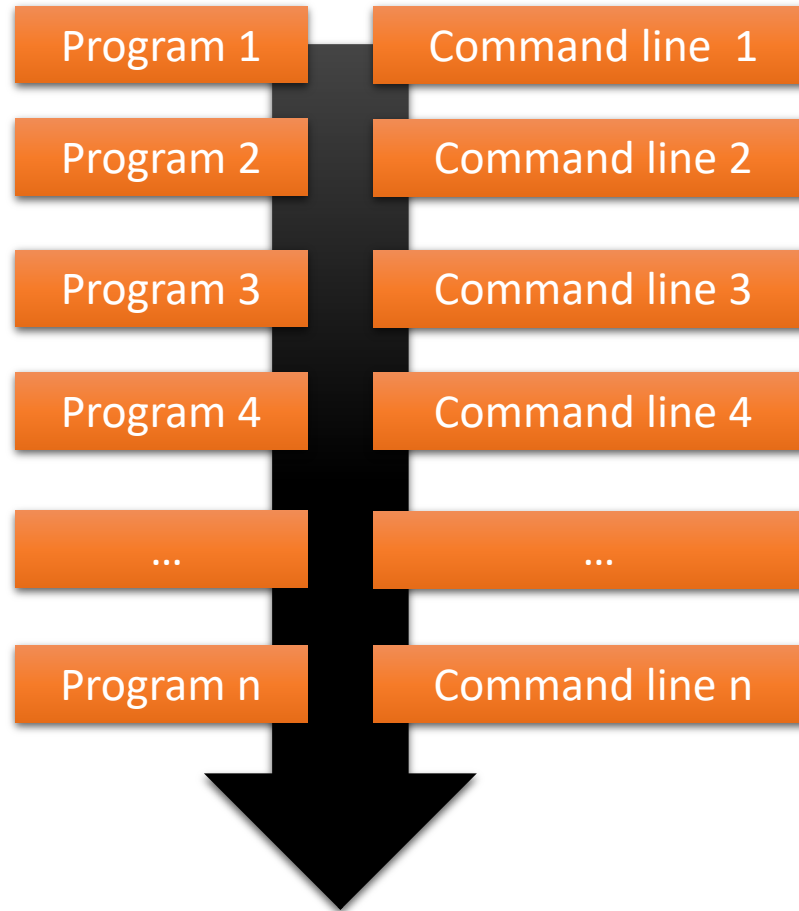 Program 1
Command line  1
Program 2
Command line 2
Program 3
Command line 3
Program 4
Command line 4
...
...
Program n
Command line n